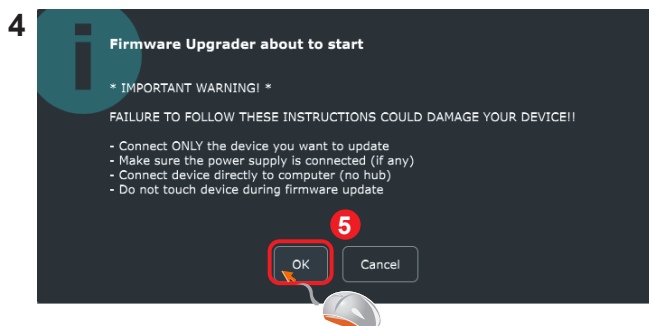 4
Firmware Upgrader about to start
* IMPORTANT WARNING! *
FAILURE TO FOLLOW THESE INSTRUCTIONS COULD DAMAGE YOUR DEVICE!!
- Connect ONLY the device you want to update
- Make sure the power supply is connected (if any)
- Connect device directly to computer (no hub)
- Do not touch device during firmware update
5
OK Cancel